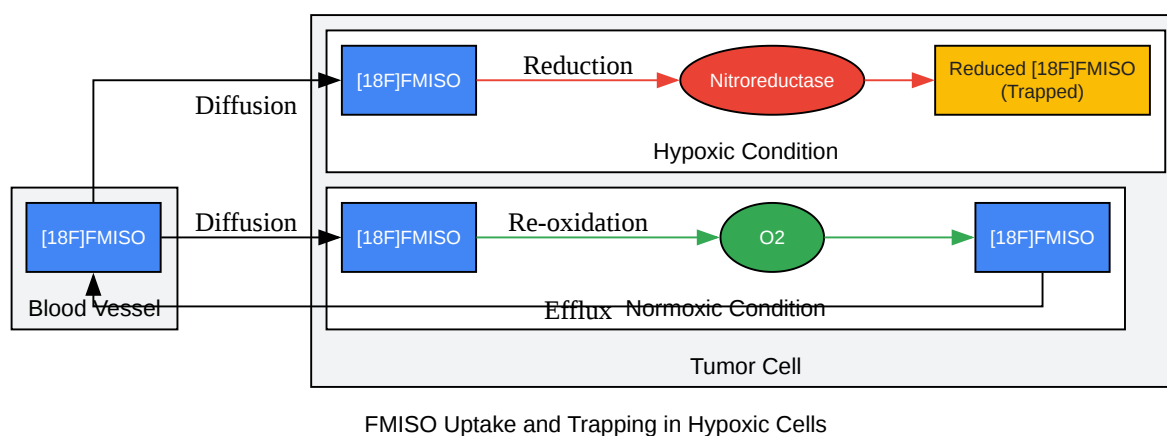 [18F]FMISO
Reduction
Nitroreductase
Reduced [18F]FMISO
(Trapped)
Diffusion
Hypoxic Condition
[18F]FMISO
Diffusion
[18F]FMISO
Re-oxidation
O2
[18F]FMISO
Blood Vessel
Efflux
Normoxic Condition
Tumor Cell
FMISO Uptake and Trapping in Hypoxic Cells